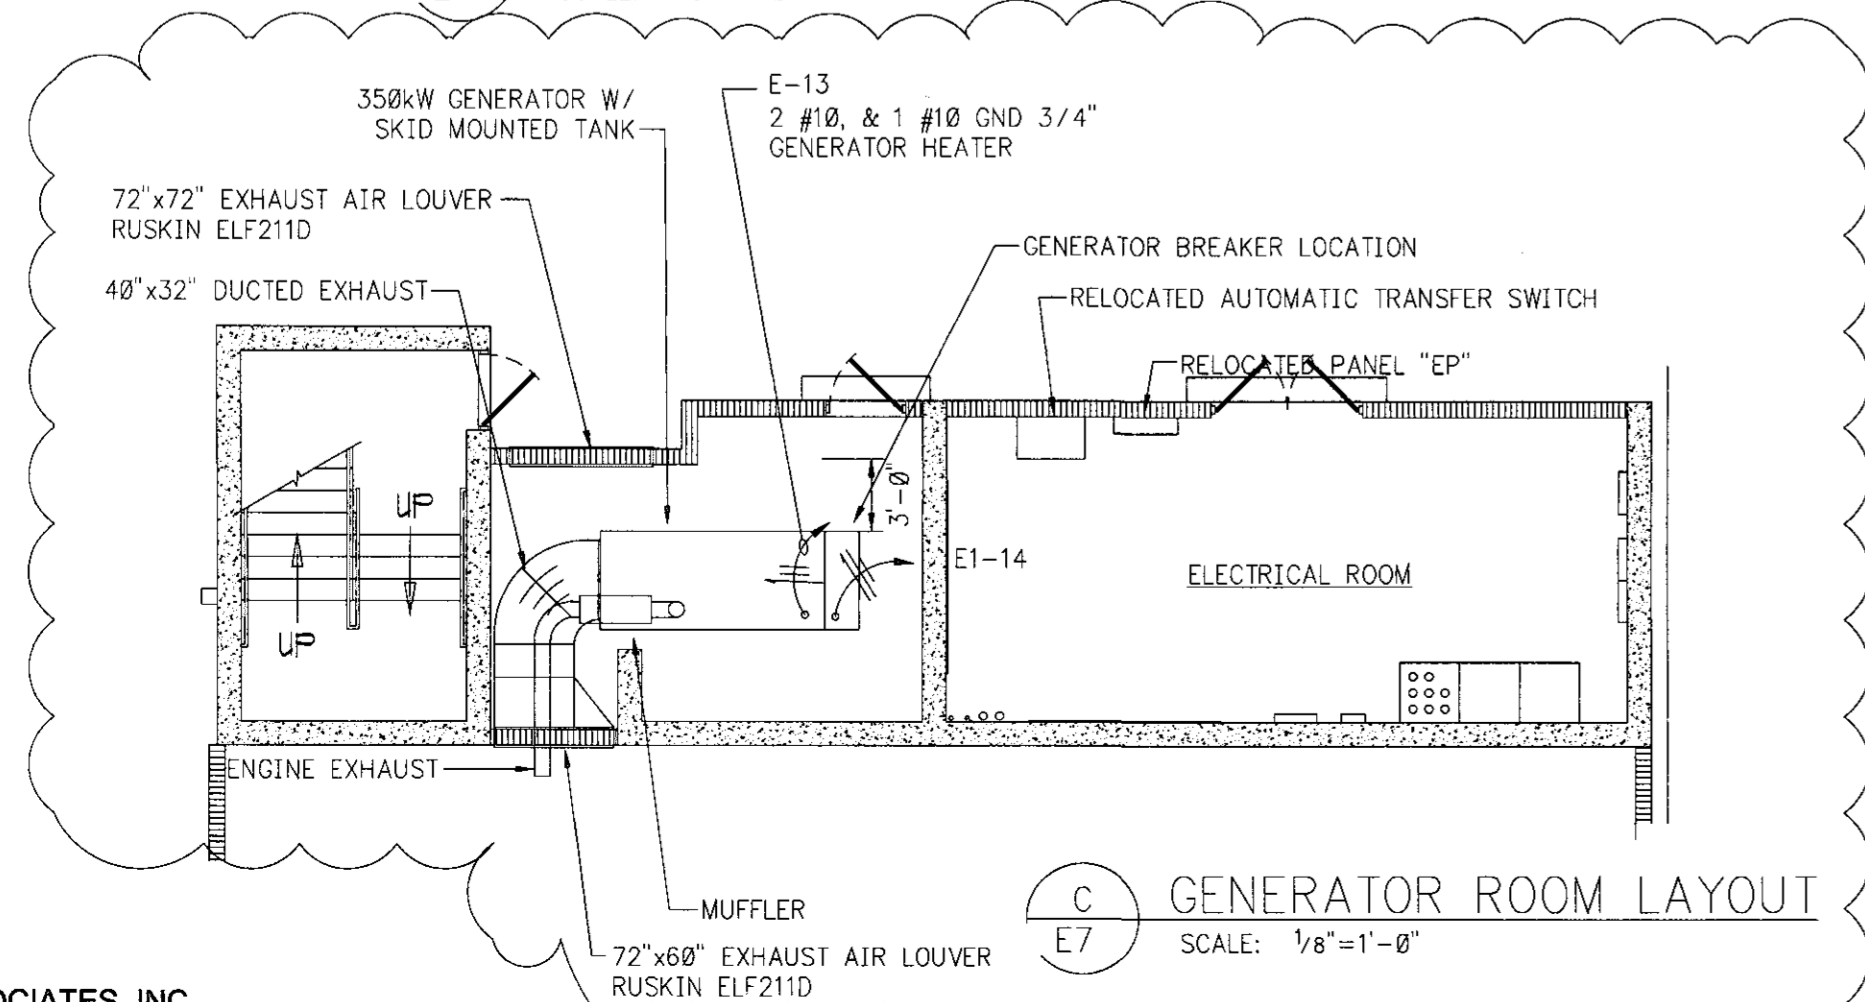 350kW GENERATOR W/
SKID MOUNTED TANK
E-13
2 #10, & 1 #10 GND 3/4"
GENERATOR HEATER
72"x72" EXHAUST AIR LOUVER
RUSKIN ELF211D
40"x32" DUCTED EXHAUST
GENERATOR BREAKER LOCATION
RELOCATED AUTOMATIC TRANSFER SWITCH
RELOCATED PANEL "EP"
3'-0"
UP
UP
E1-14
ELECTRICAL ROOM
ENGINE EXHAUST
MUFFLER
72"x60" EXHAUST AIR LOUVER
RUSKIN ELF211D
C
E7
GENERATOR ROOM LAYOUT
SCALE: 1/8"=1'-0"